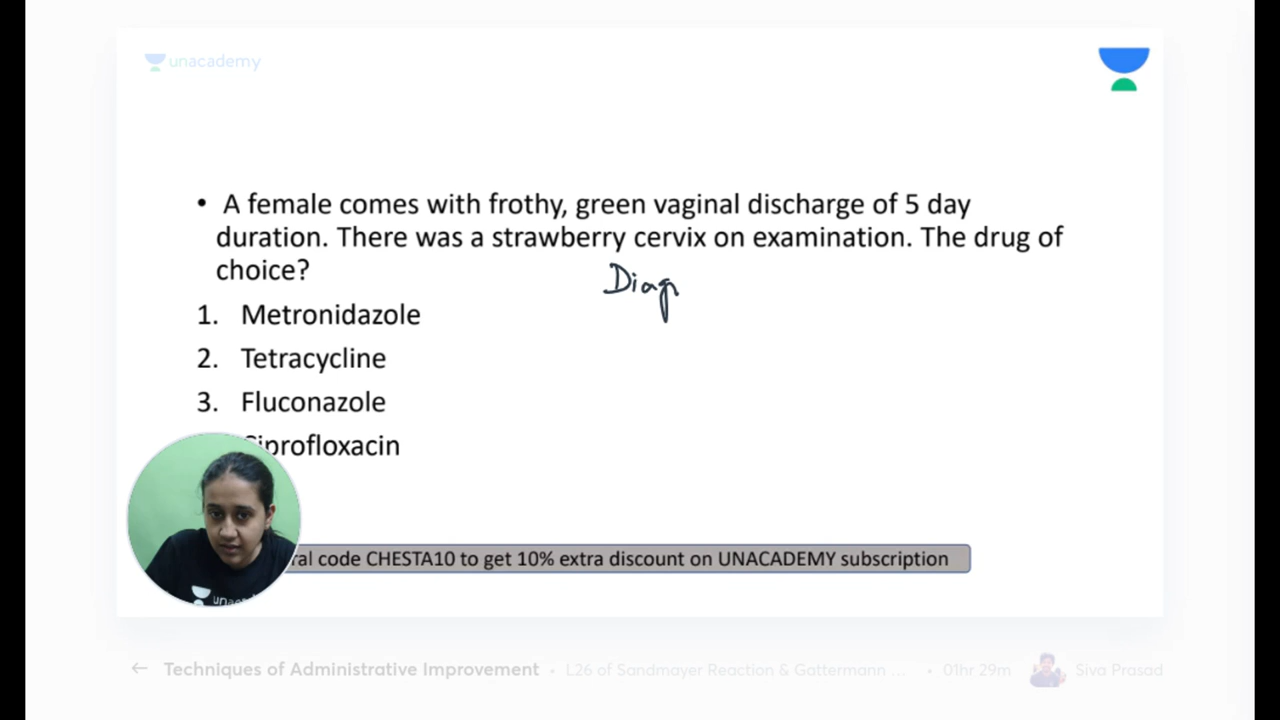 unacademy
• A female comes with frothy, green vaginal discharge of 5 day
duration. There was a strawberry cervix on examination. The drug of
choice?
Diag
1. Metronidazole
2. Tetracycline
3. Fluconazole
Ciprofloxacin
code CHESTA10 to get 10% extra discount on UNACADEMY subscription
← Techniques of Administrative Improvement • L26 of Sandmayer Reaction & Gattermann ... • 01hr 29m Siva Prasad